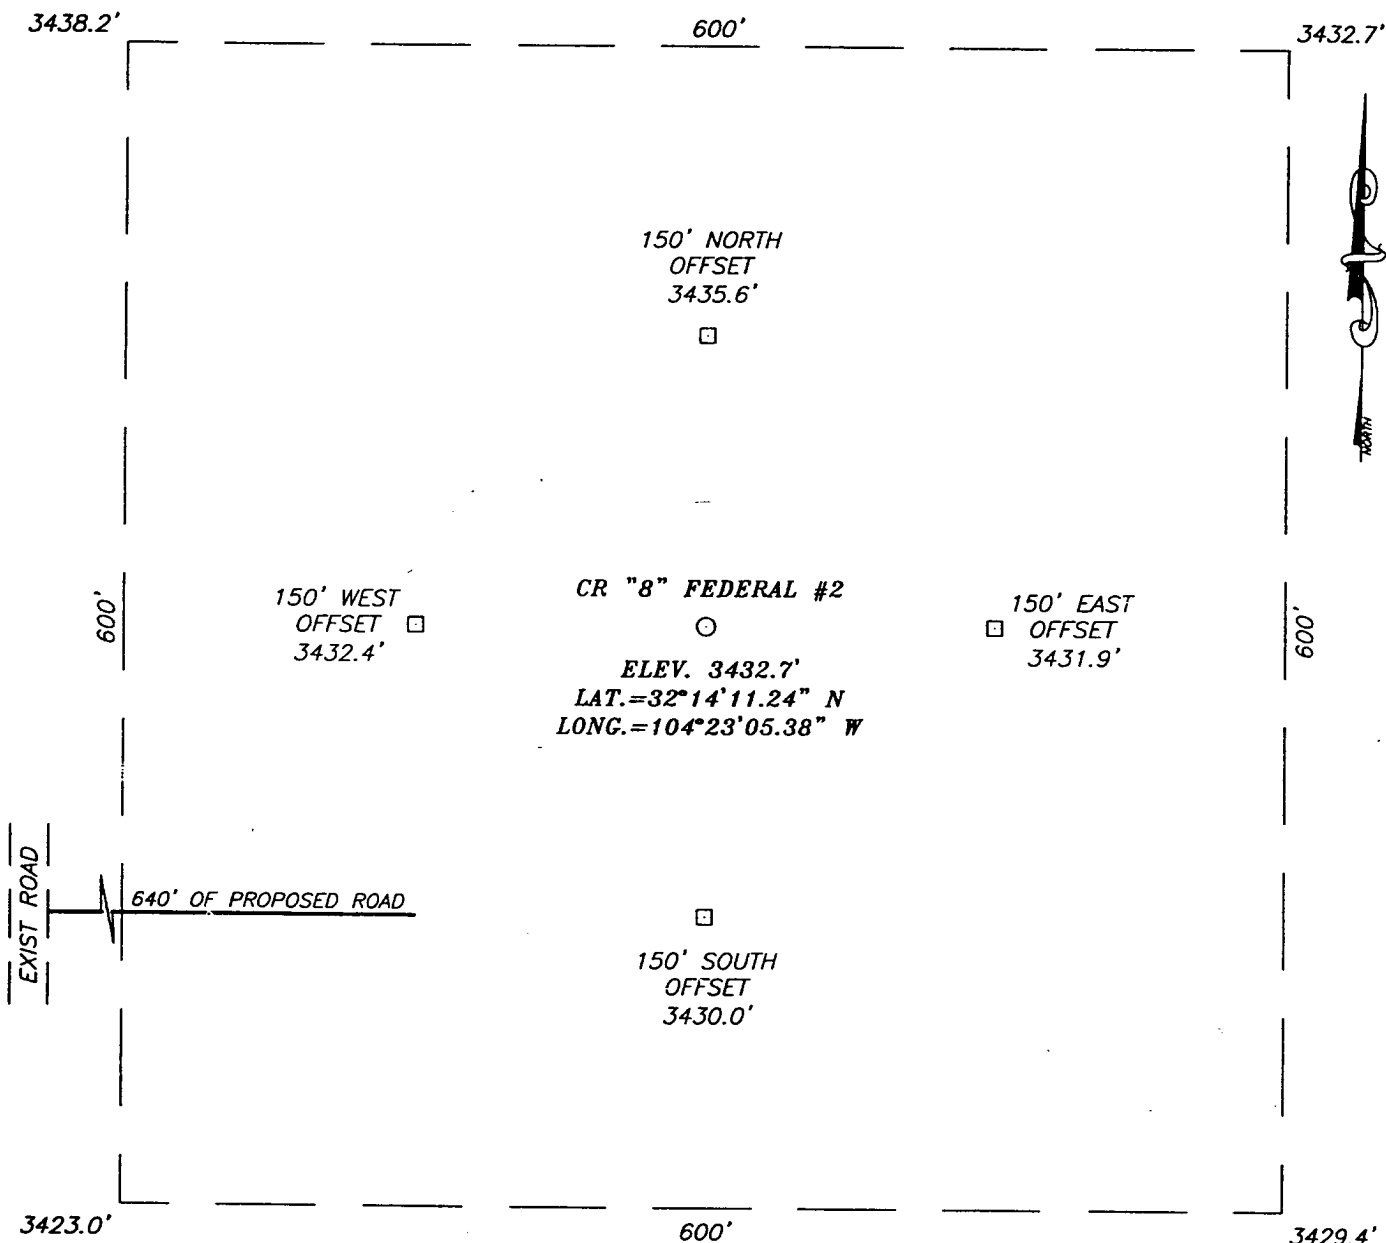 3438.2'
600'
3432.7'
150' NORTH
OFFSET
3435.6'
NORTH
600'
150' WEST
OFFSET
3432.4'
CR "8" FEDERAL #2
ELEV. 3432.7'
LAT.=32°14'11.24" N
LONG.=104°23'05.38" W
150' EAST
OFFSET
3431.9'
600'
EXIST ROAD
640' OF PROPOSED ROAD
150' SOUTH
OFFSET
3430.0'
3423.0'
600'
3429.4'